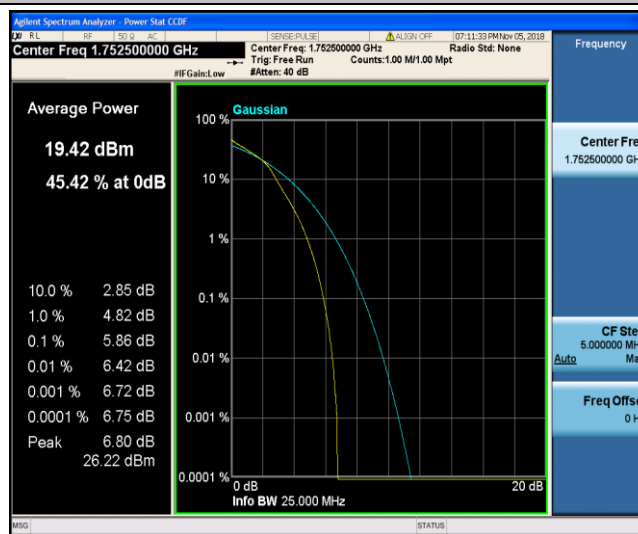 Agilent Spectrum Analyzer - Power Stat CCDF
RL RF 50 Ω AC SENSE:PULSE ALIGN OFF 07:11:33 PM Nov 05, 2018
Center Freq 1.752500000 GHz
Center Freq: 1.752500000 GHz Radio Std: None
Trig: Free Run Counts:1.00 M/1.00 Mpt
#IFGain:Low #Atten: 40 dB
Frequency
Average Power
19.42 dBm
45.42 % at 0dB
10.0 % 2.85 dB
1.0 % 4.82 dB
0.1 % 5.86 dB
0.01 % 6.42 dB
0.001 % 6.72 dB
0.0001 % 6.75 dB
Peak 6.80 dB
26.22 dBm
Gaussian
100 %
10 %
1 %
0.1 %
0.01 %
0.001 %
0.0001 %
0 dB 20 dB
Info BW 25.000 MHz
Center Fre
1.752500000 GH
CF Ste
5.000000 MH
Auto Ma
Freq Offse
0 H
MSG STATUS